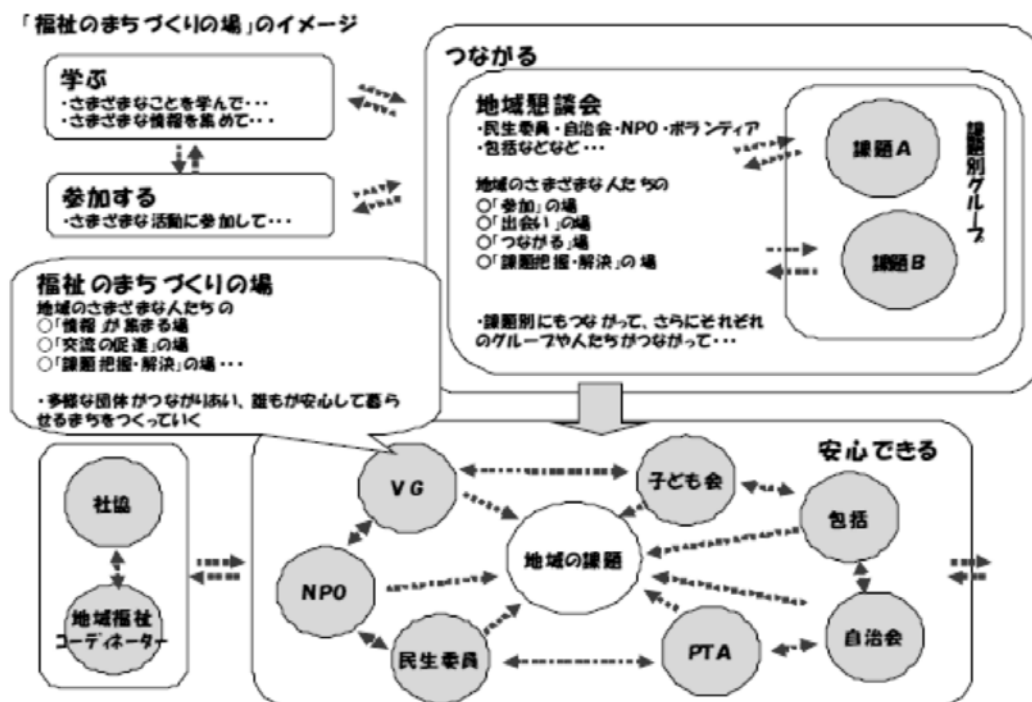 「福祉のまちづくりの場」のイメージ
学ぶ
・さまざまなことを学んで・・・
・さまざまな情報を集めて・・・
参加する
・さまざまな活動に参加して・・・
つながる
地域懇談会
・民生委員・自治会・NPO・ボランティア
・包括などなど・・・
地域のさまざまな人たちの
○「参加」の場
○「出会い」の場
○「つながる」場
○「課題把握・解決」の場
・課題別にもつながって、さらにそれぞれ
のグループや人たちがつながって・・・
課題A
課題B
課題別グループ
福祉のまちづくりの場
地域のさまざまな人たちの
○「情報」が集まる場
○「交流の促進」の場
○「課題把握・解決」の場・・・
・多様な団体がつながりあい、誰もが安心して暮ら
せるまちをつくっていく
安心できる
社協
地域福祉
コーディネーター
VG
子ども会
包括
NPO
地域の課題
民生委員
PTA
自治会